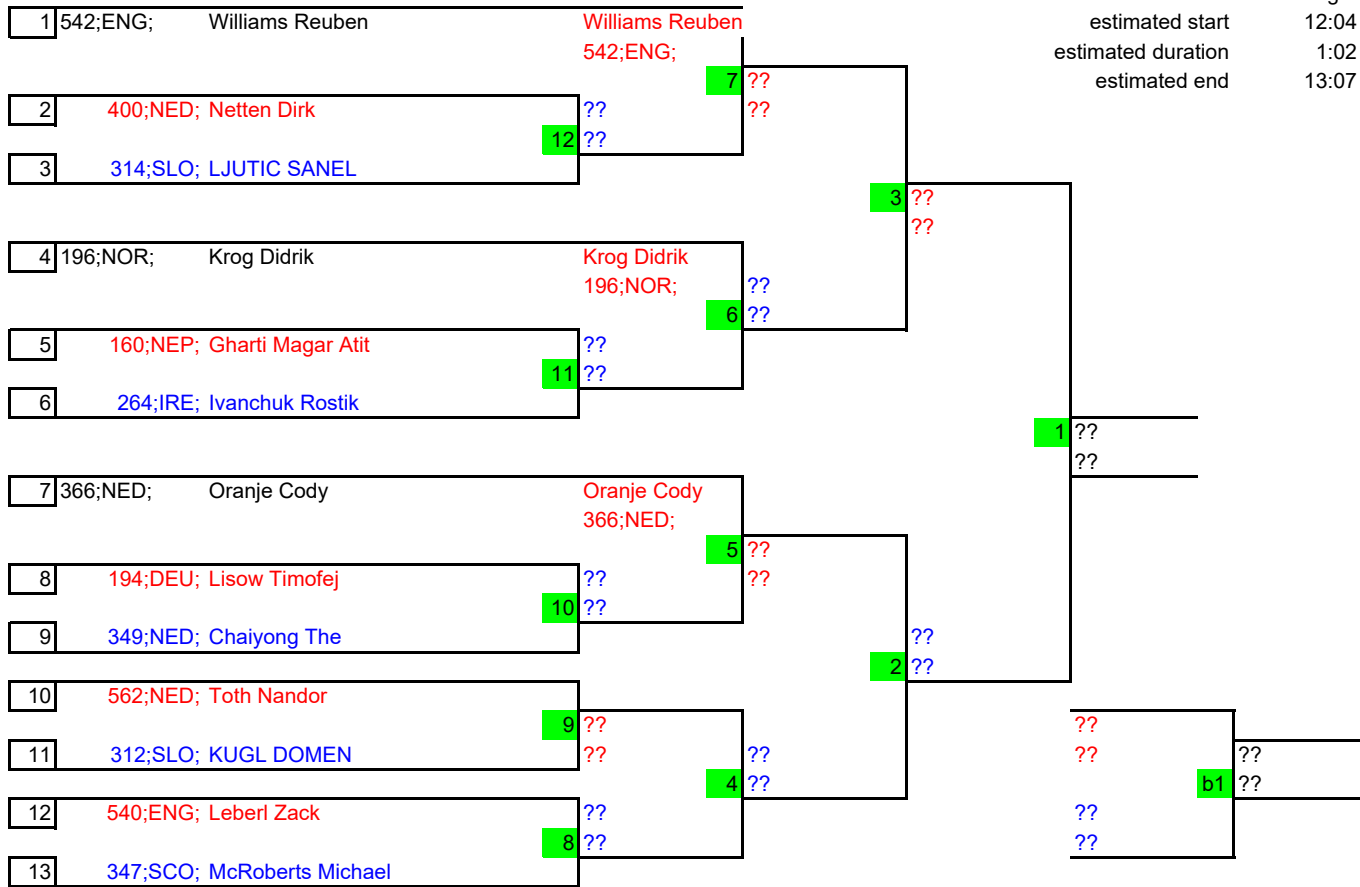 1 542;ENG; Williams Reuben Williams Reuben estimated start 12:04
542;ENG; estimated duration 1:02
7 ?? estimated end 13:07
2 400;NED; Netten Dirk ?? ??
12 ??
3 314;SLO; LJUTIC SANEL
3 ??
??
4 196;NOR; Krog Didrik Krog Didrik
196;NOR; ??
6 ??
5 160;NEP; Gharti Magar Atit ??
11 ??
6 264;IRE; Ivanchuk Rostik
1 ??
??
7 366;NED; Oranje Cody Oranje Cody
366;NED;
5 ??
8 194;DEU; Lisow Timofej ?? ??
10 ??
9 349;NED; Chaiyong The ??
2 ??
10 562;NED; Toth Nandor
9 ?? ??
11 312;SLO; KUGL DOMEN ?? ?? ?? ??
4 ?? b1 ??
12 540;ENG; Leberl Zack ?? ??
8 ?? ??
13 347;SCO; McRoberts Michael